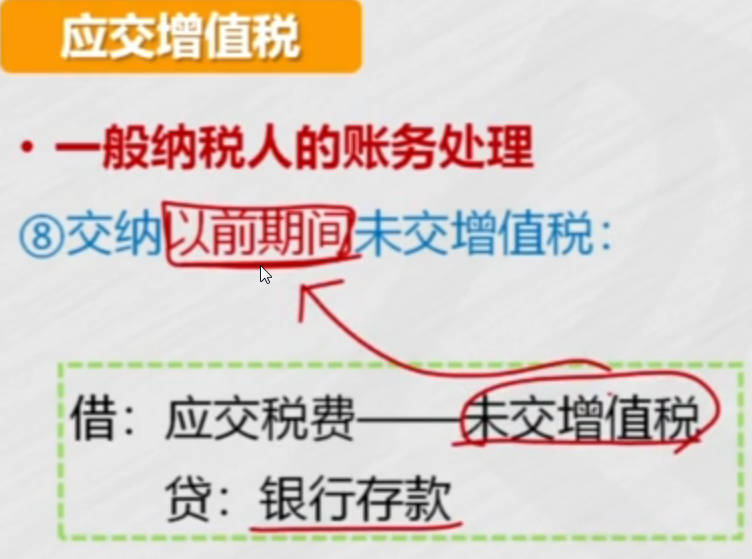 应交增值税
• 一般纳税人的账务处理
⑧交纳以前期间未交增值税：
借：应交税费——未交增值税
贷：银行存款